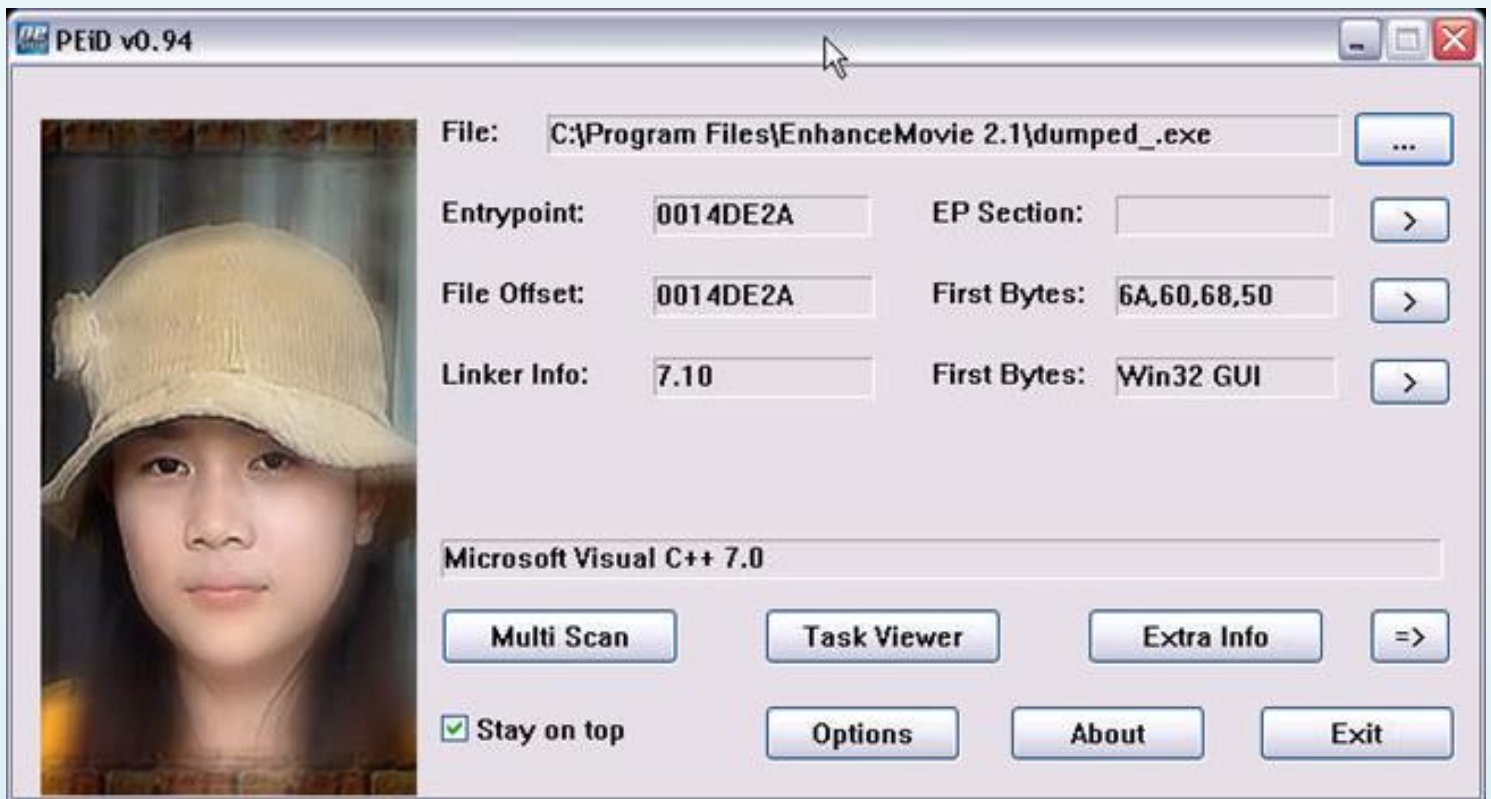 PEiD v0.94
File: C:\Program Files\EnhanceMovie 2.1\dumped_.exe ...
Entrypoint: 0014DE2A EP Section: >
File Offset: 0014DE2A First Bytes: 6A,60,68,50 >
Linker Info: 7.10 First Bytes: Win32 GUI >
Microsoft Visual C++ 7.0
Multi Scan Task Viewer Extra Info =>
Stay on top Options About Exit